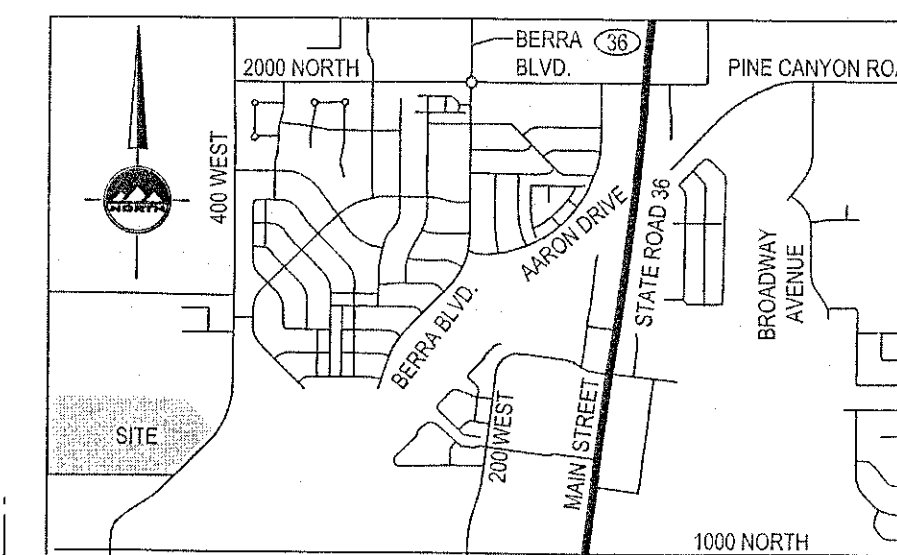 BERRA
BLVD.
36
2000 NORTH
PINE CANYON ROA
400 WEST
NORTH
AARON DRIVE
STATE ROAD 36
BROADWAY
AVENUE
BERRA BLVD.
SITE
200 WEST
MAIN STREET
1000 NORTH